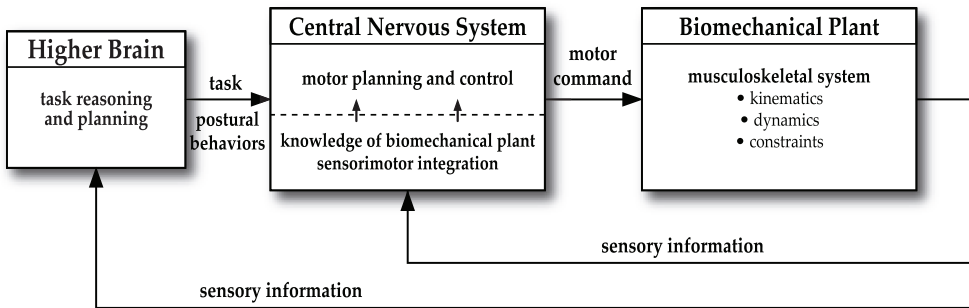 Higher Brain
task reasoning
and planning
task
postural
behaviors
Central Nervous System
motor planning and control
knowledge of biomechanical plant
sensorimotor integration
motor
command
Biomechanical Plant
musculoskeletal system
• kinematics
• dynamics
• constraints
sensory information
sensory information